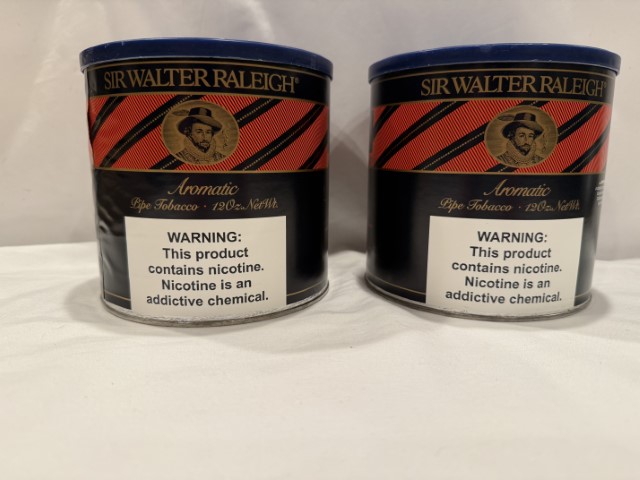 SIR WALTER RALEIGH®
Aromatic
Pipe Tobacco · 12 Oz. Net Wt.
WARNING:
This product
contains nicotine.
Nicotine is an
addictive chemical.
SIR WALTER RALEIGH®
Aromatic
Pipe Tobacco · 12 Oz. Net Wt.
WARNING:
This product
contains nicotine.
Nicotine is an
addictive chemical.